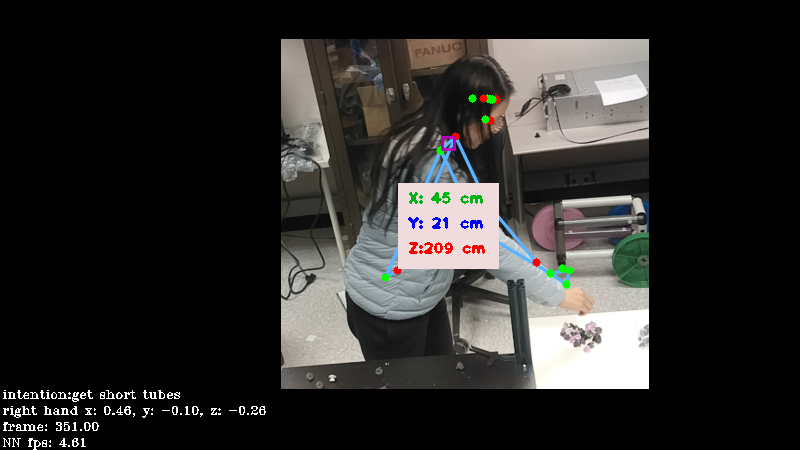 FANUC
X: 45 cm
Y: 21 cm
Z:209 cm
intention:get short tubes
right hand x: 0.46, y: −0.10, z: −0.26
frame: 351.00
NN fps: 4.61